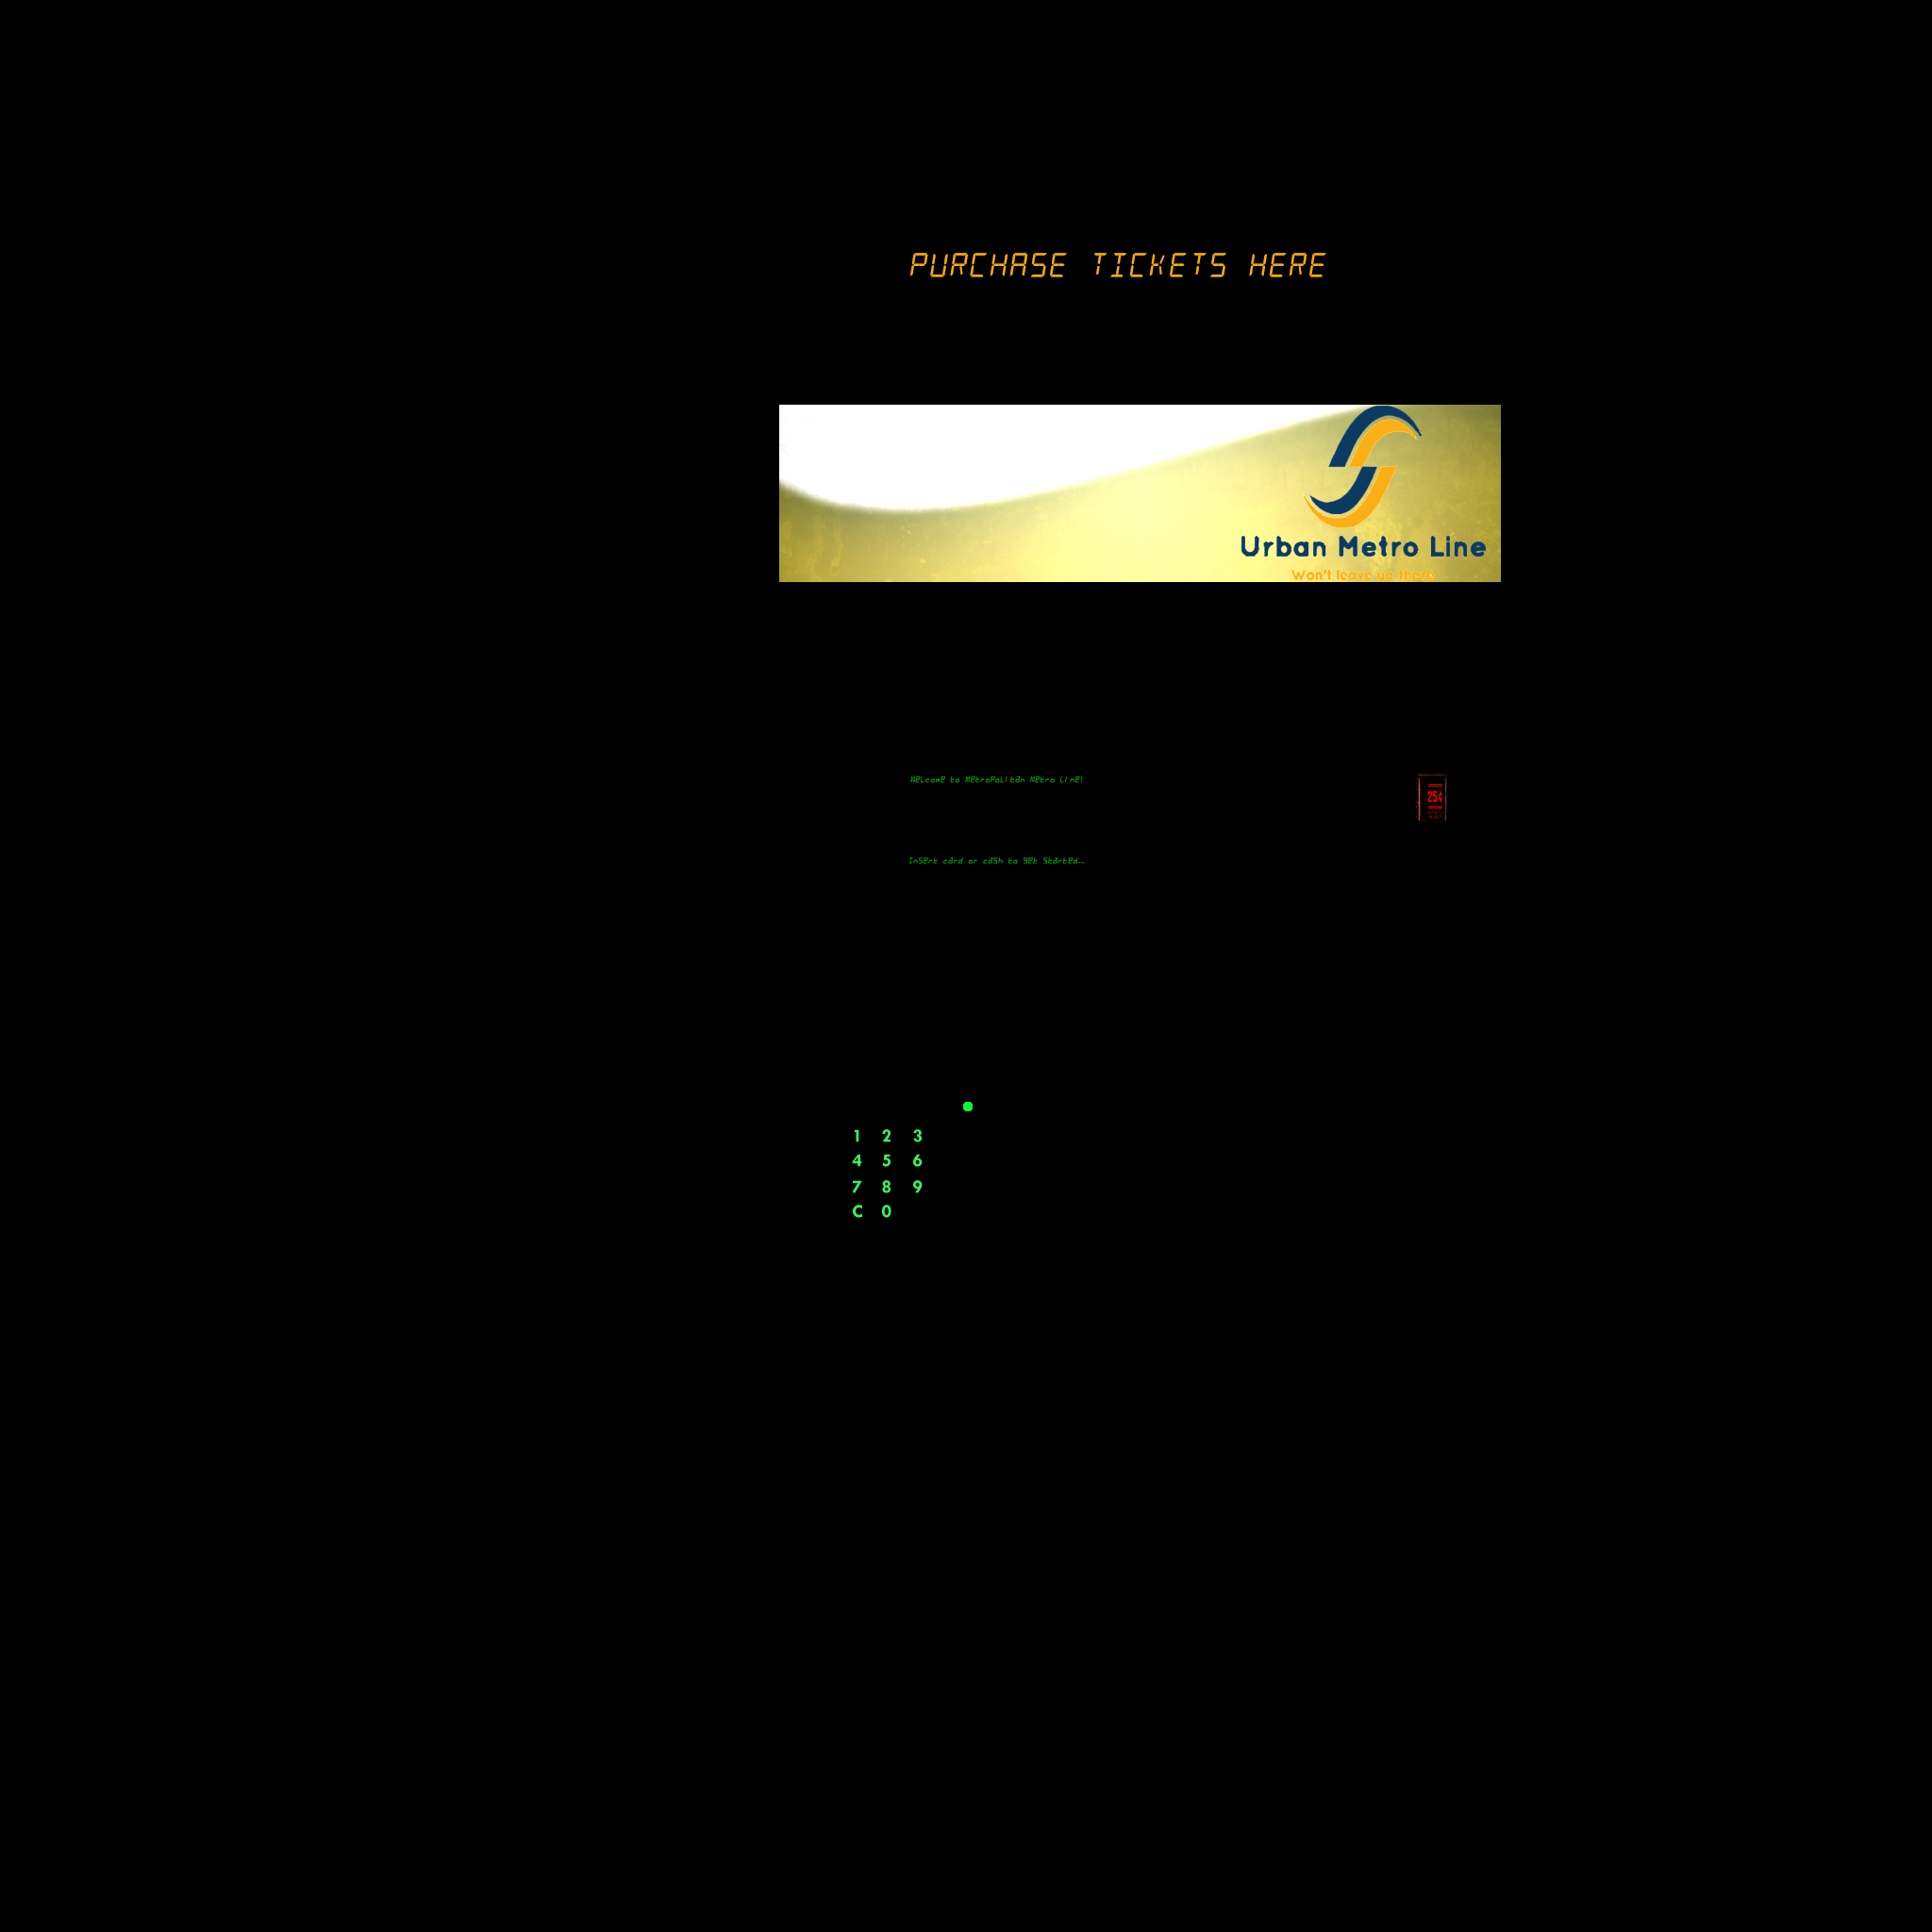 PURCHASE TICKETS HERE
Urban Metro Line
Won't leave ya there
Welcome to Metropolitan Metro Line!
25¢
Insert card or cash to get started...
1 2 3
4 5 6
7 8 9
C 0